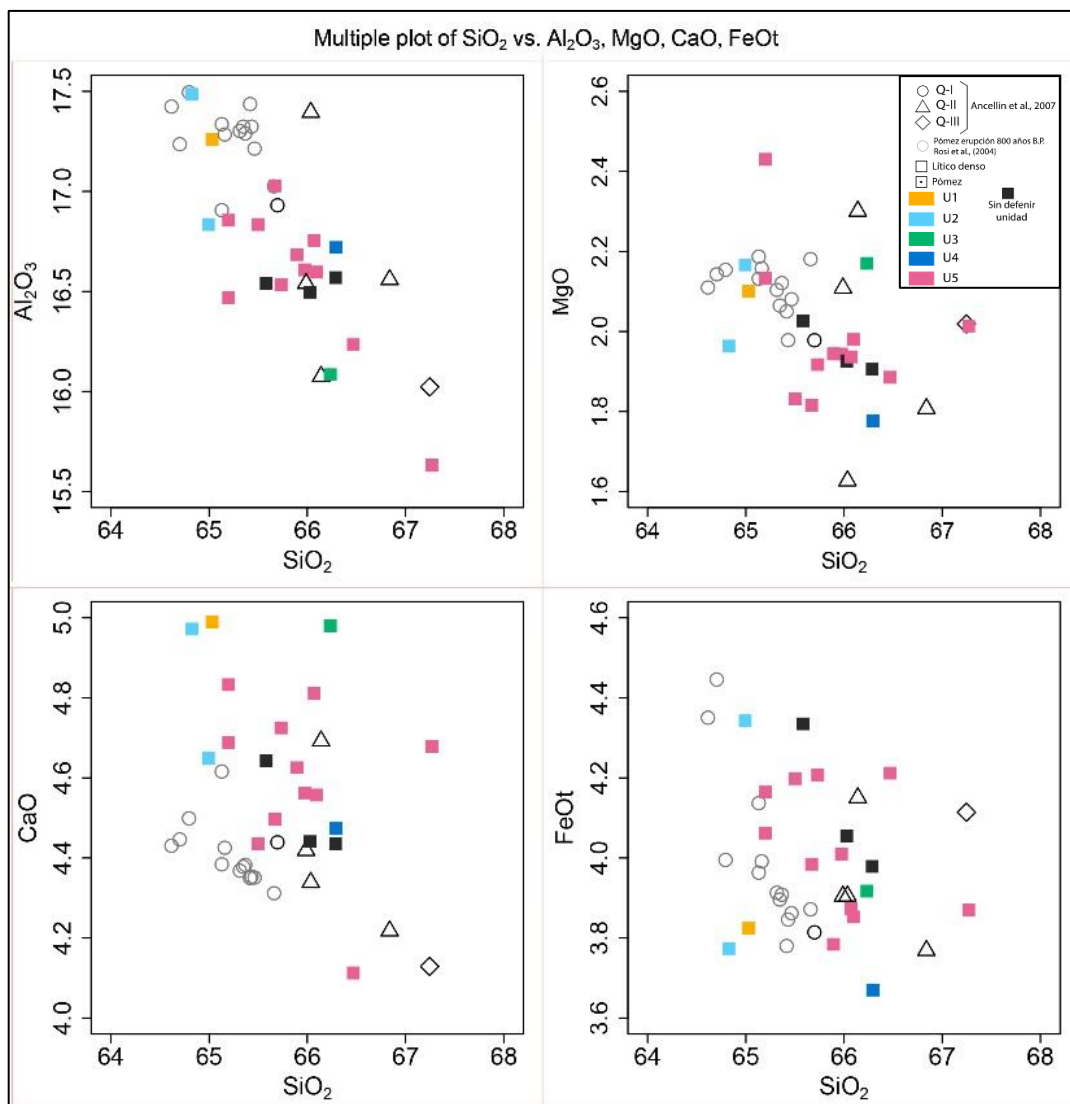 Multiple plot of SiO₂ vs. Al₂O₃, MgO, CaO, FeOt
Al₂O₃
17.5
17.0
16.5
16.0
15.5
64 65 66 67 68
SiO₂
MgO
2.6
2.4
2.2
2.0
1.8
1.6
64 65 66 67 68
SiO₂
Q-I
Q-II
Q-III
Ancellin et al., 2007
Pómez erupción 800 años B.P.
Rosi et al., (2004)
Lítico denso
Pómez
U1
U2
U3
U4
U5
Sin defenir
unidad
CaO
5.0
4.8
4.6
4.4
4.2
4.0
64 65 66 67 68
SiO₂
FeOt
4.6
4.4
4.2
4.0
3.8
3.6
64 65 66 67 68
SiO₂